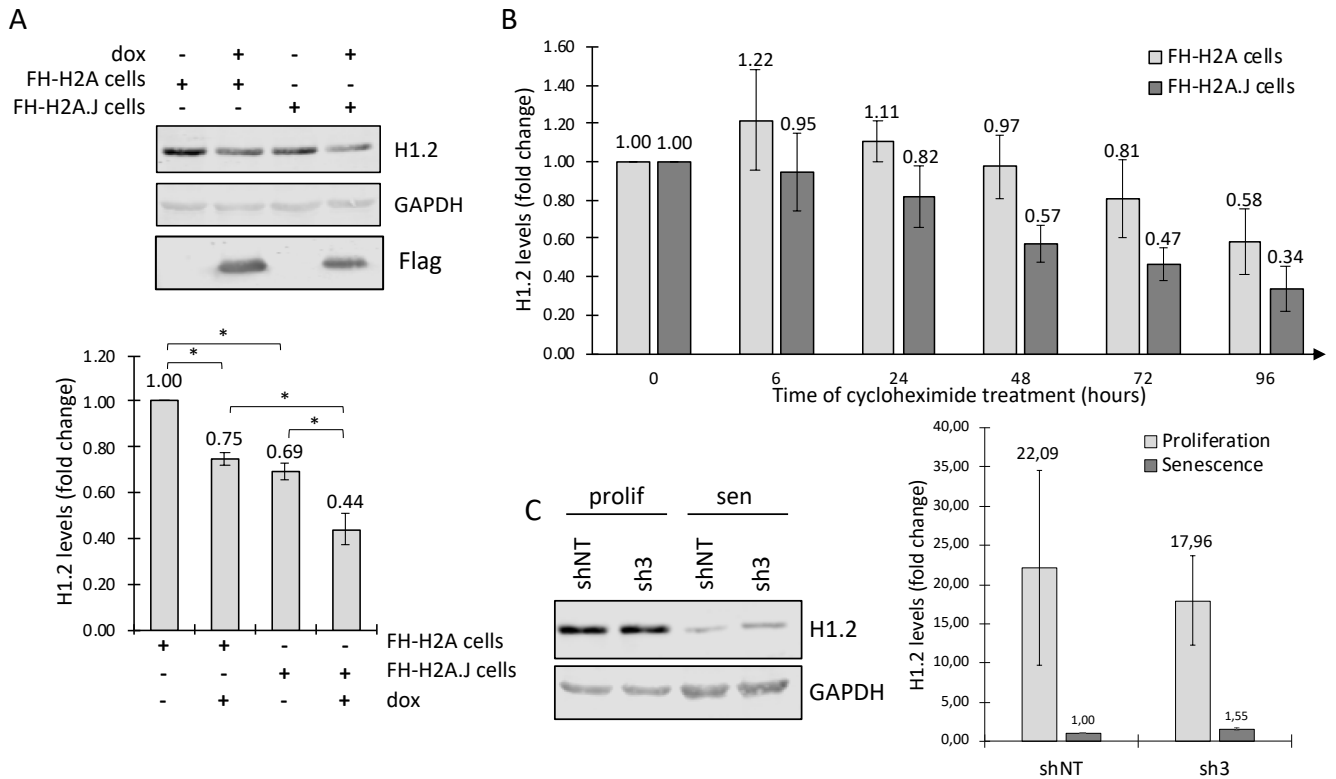 A
dox - + - +
FH-H2A cells + + - -
FH-H2A.J cells - - + +
H1.2
GAPDH
Flag
* *
* *
H1.2 levels (fold change)
1.20
1.00
0.80
0.60
0.40
0.20
0.00
1.00
0.75
0.69
0.44
+ + - - FH-H2A cells
- - + + FH-H2A.J cells
- + - + dox
B
H1.2 levels (fold change)
1.60
1.40
1.20
1.00
0.80
0.60
0.40
0.20
0.00
FH-H2A cells
FH-H2A.J cells
1.00 1.00
1.22 0.95
1.11 0.82
0.97 0.57
0.81 0.47
0.58 0.34
0 6 24 48 72 96
Time of cycloheximide treatment (hours)
C
prolif sen
shNT sh3 shNT sh3
H1.2
GAPDH
H1.2 levels (fold change)
40,00
35,00
30,00
25,00
20,00
15,00
10,00
5,00
0,00
Proliferation
Senescence
22,09
1,00
17,96
1,55
shNT sh3